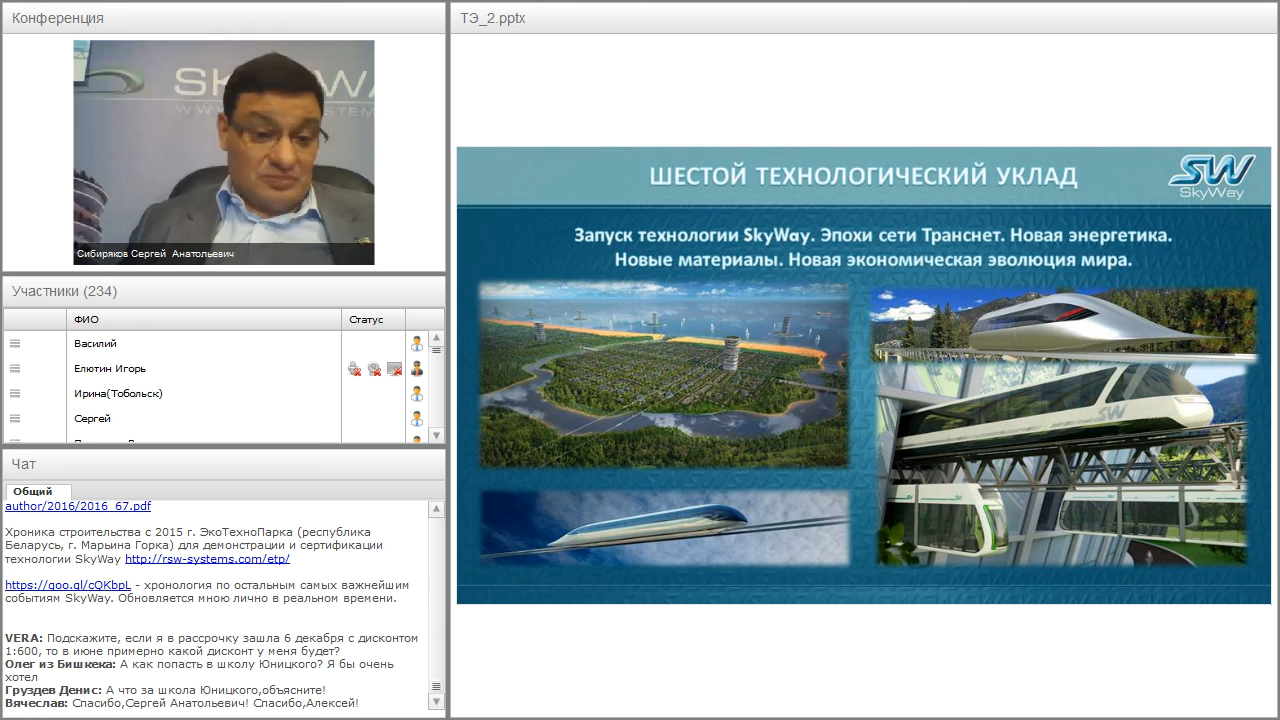 Конференция
SKYWA
WWW
YSTEM
Сибиряков Сергей Анатольевич
Участники (234)
ФИО
Статус
Василий
Елютин Игорь
Ирина(Тобольск)
Сергей
Чат
Общий
author/2016/2016_67.pdf
Хроника строительства с 2015 г. ЭкоТехноПарка (республика
Беларусь, г. Марьина Горка) для демонстрации и сертификации
технологии SkyWay http://rsw-systems.com/etp/
https://goo.gl/cQKbpL - хронология по остальным самых важнейшим
событиям SkyWay. Обновляется мною лично в реальном времени.
VERA: Подскажите, если я в рассрочку зашла 6 декабря с дисконтом
1:600, то в июне примерно какой дисконт у меня будет?
Олег из Бишкека: А как попасть в школу Юницкого? Я бы очень
хотел
Груздев Денис: А что за школа Юницкого,объясните!
Вячеслав: Спасибо,Сергей Анатольевич! Спасибо,Алексей!
ТЭ_2.pptx
ШЕСТОЙ ТЕХНОЛОГИЧЕСКИЙ УКЛАД
SW
SkyWay
Запуск технологии SkyWay. Эпохи сети Транснет. Новая энергетика.
Новые материалы. Новая экономическая эволюция мира.
SW